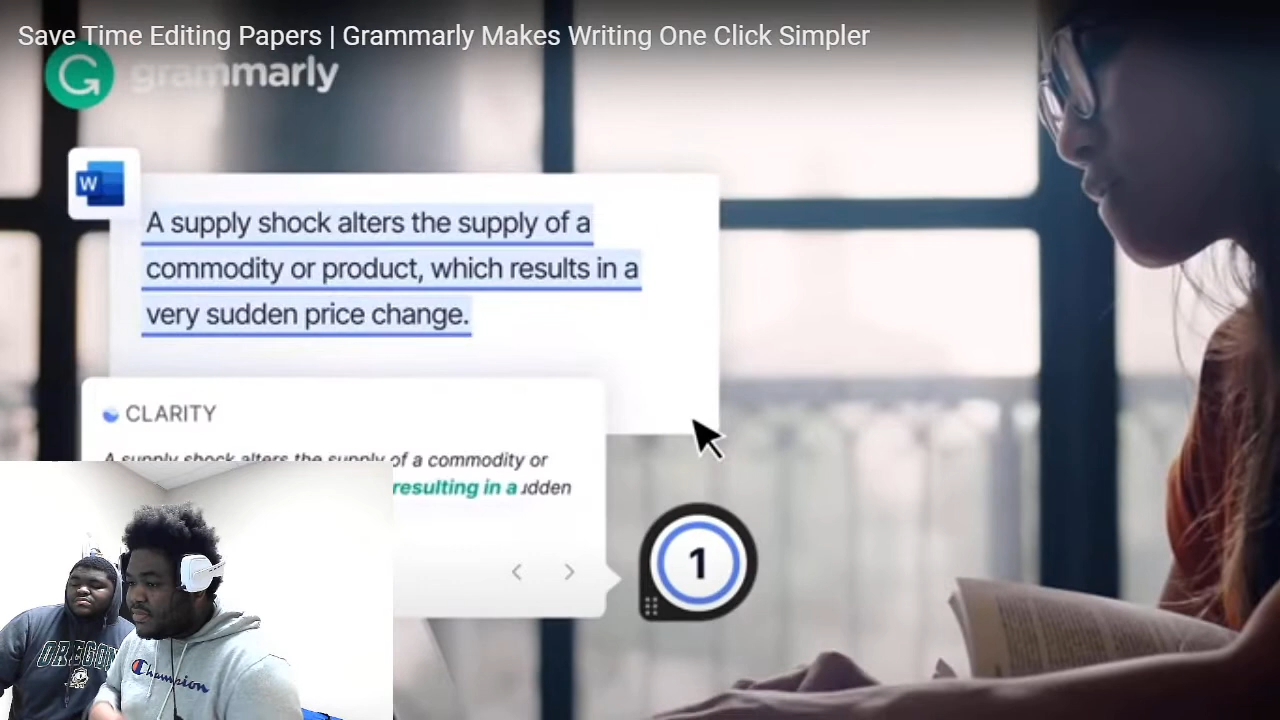 Save Time Editing Papers | Grammarly Makes Writing One Click Simpler
grammarly
W
A supply shock alters the supply of a
commodity or product, which results in a
very sudden price change.
CLARITY
A supply shock alters the supply of a commodity or
resulting in a
dden
1
OREGON
Champion